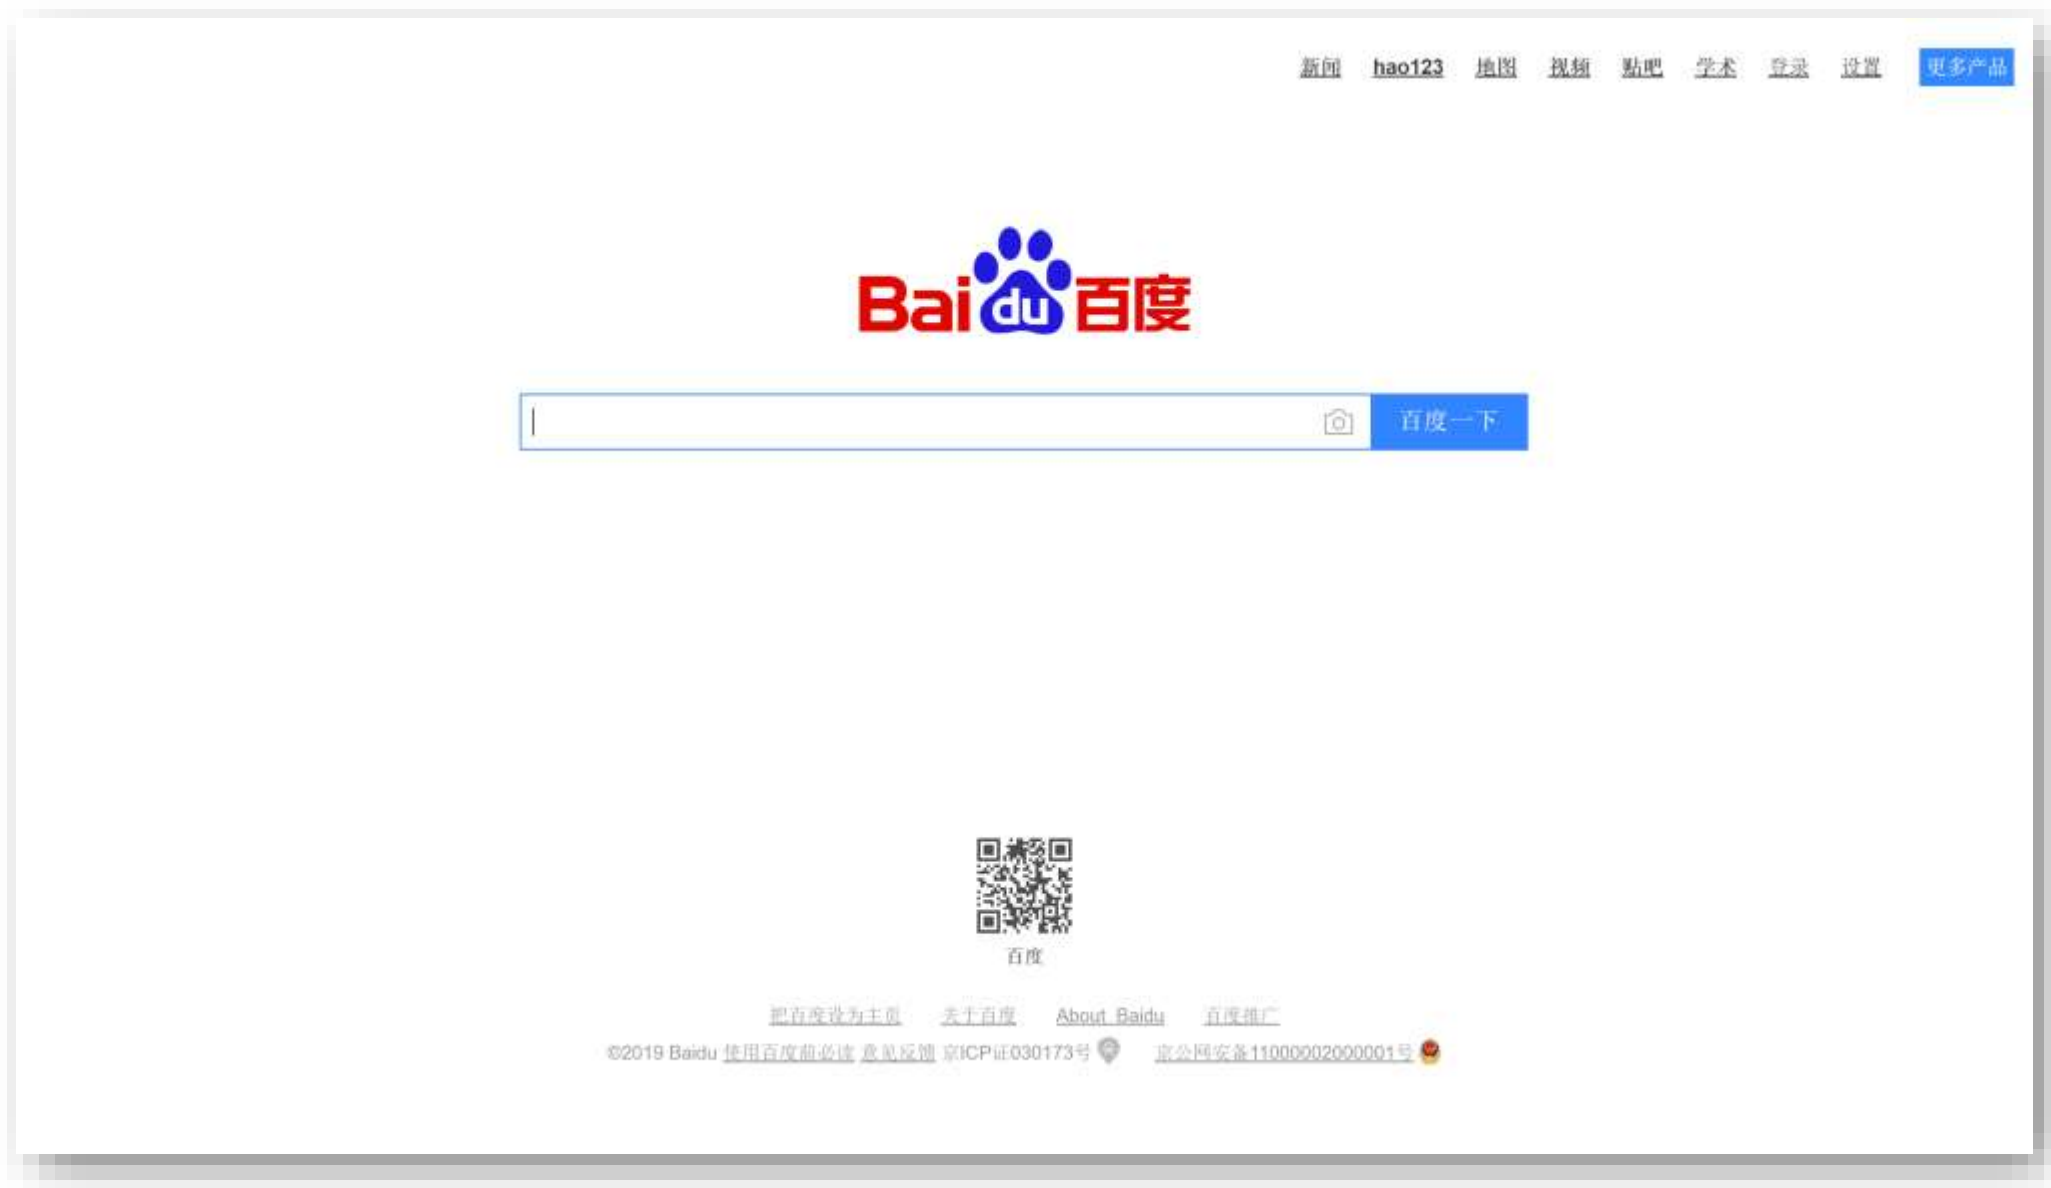 新闻 hao123 地图 视频 贴吧 学术 登录 设置 更多产品
Bai du 百度
百度一下
百度
把百度设为主页 关于百度 About Baidu 百度推广
©2019 Baidu 使用百度前必读 意见反馈 京ICP证030173号 京公网安备11000002000001号